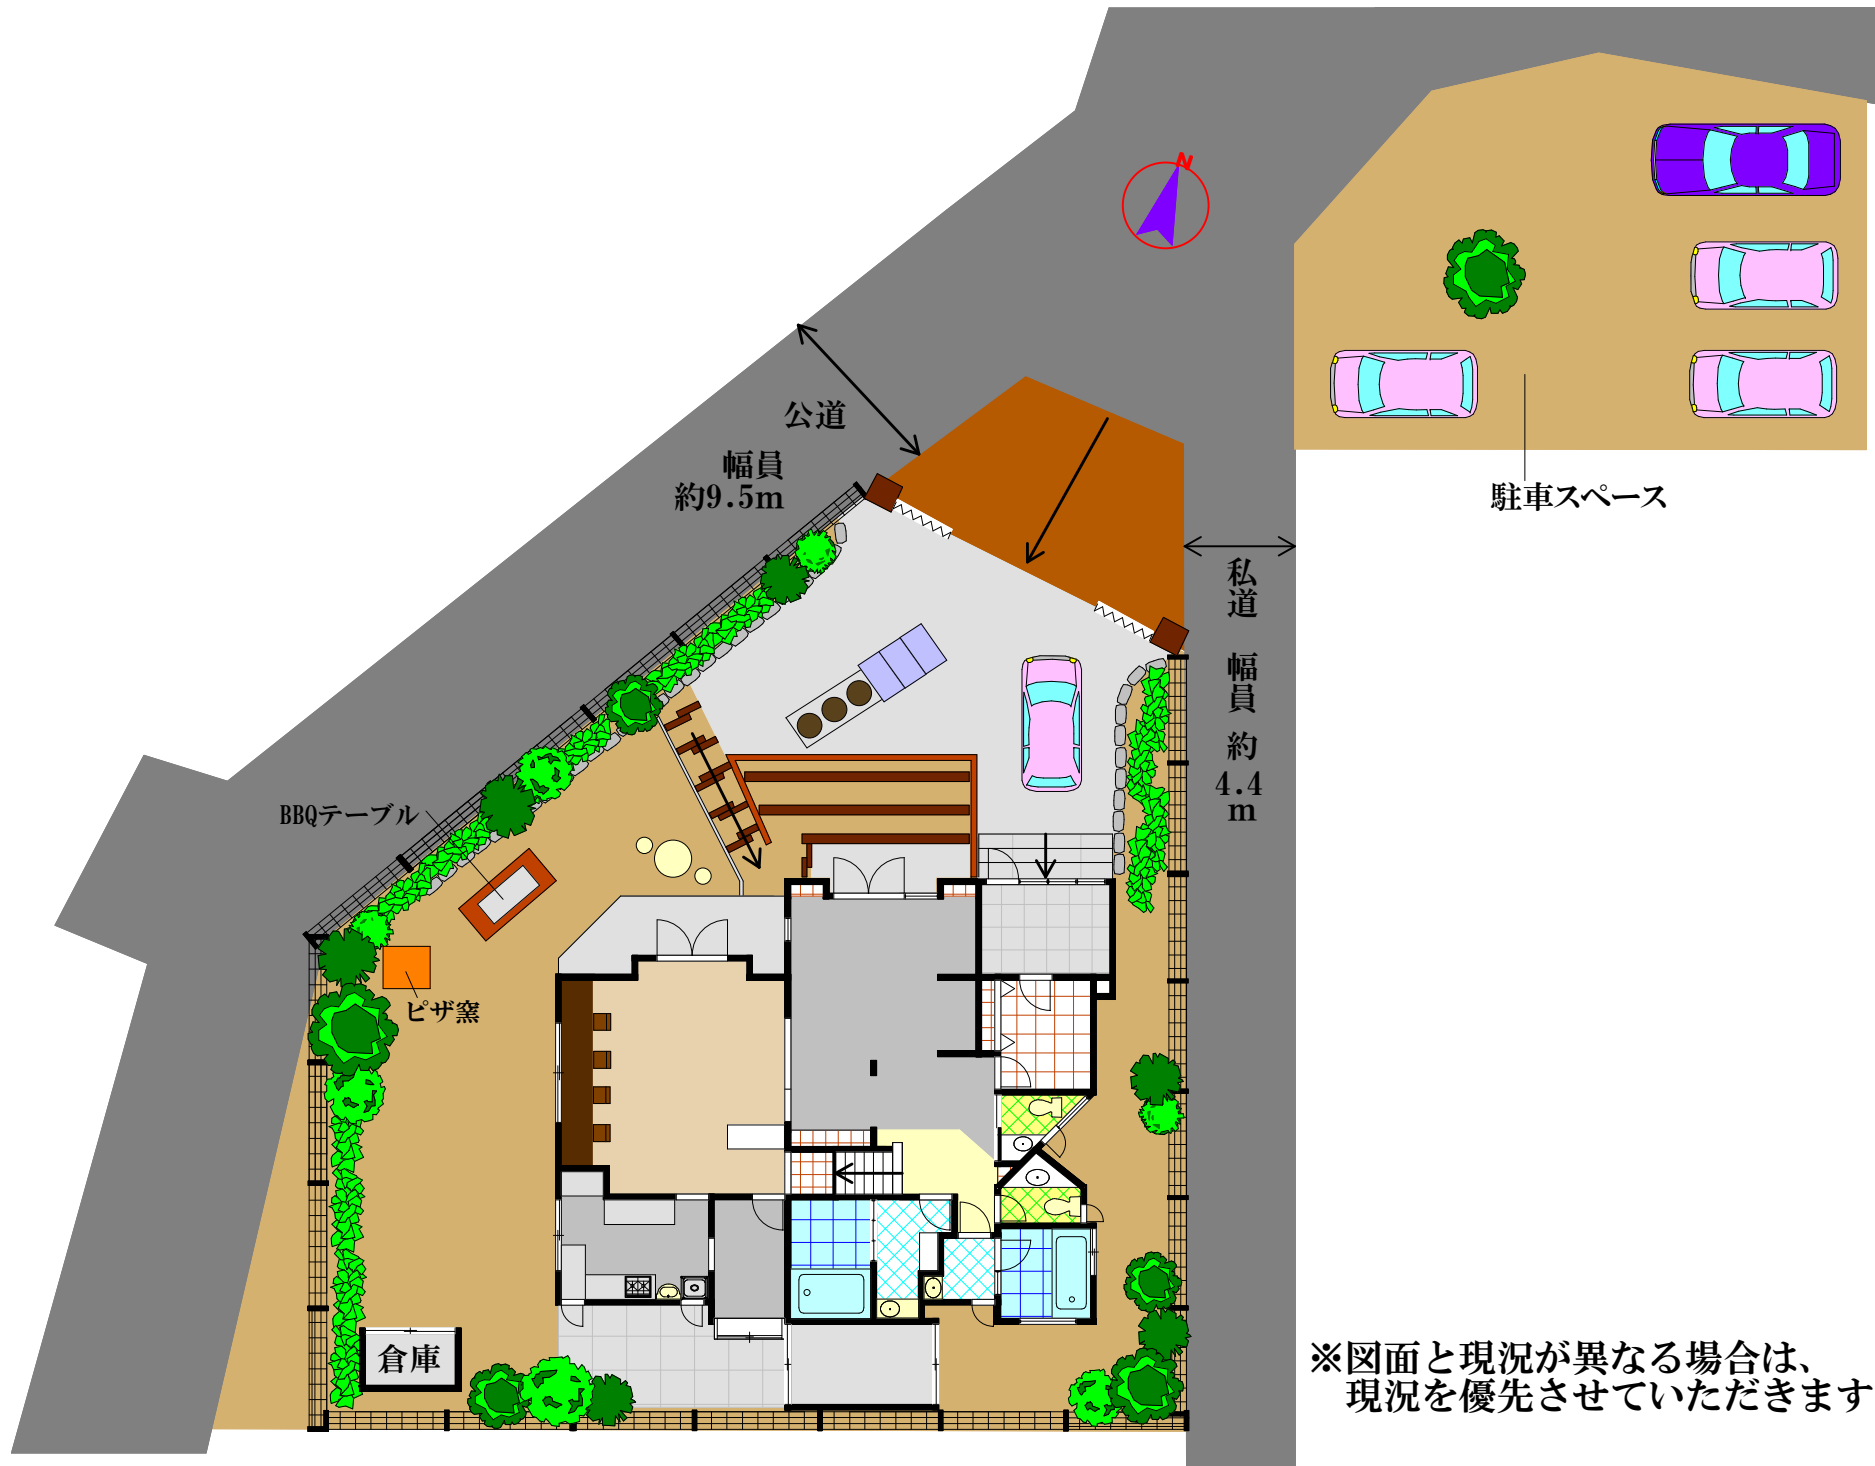 N
公道
幅員
約9.5m
駐車スペース
私道 幅員 約
4.4
m
BBQテーブル
ピザ窯
倉庫
※図面と現況が異なる場合は、
現況を優先させていただきます